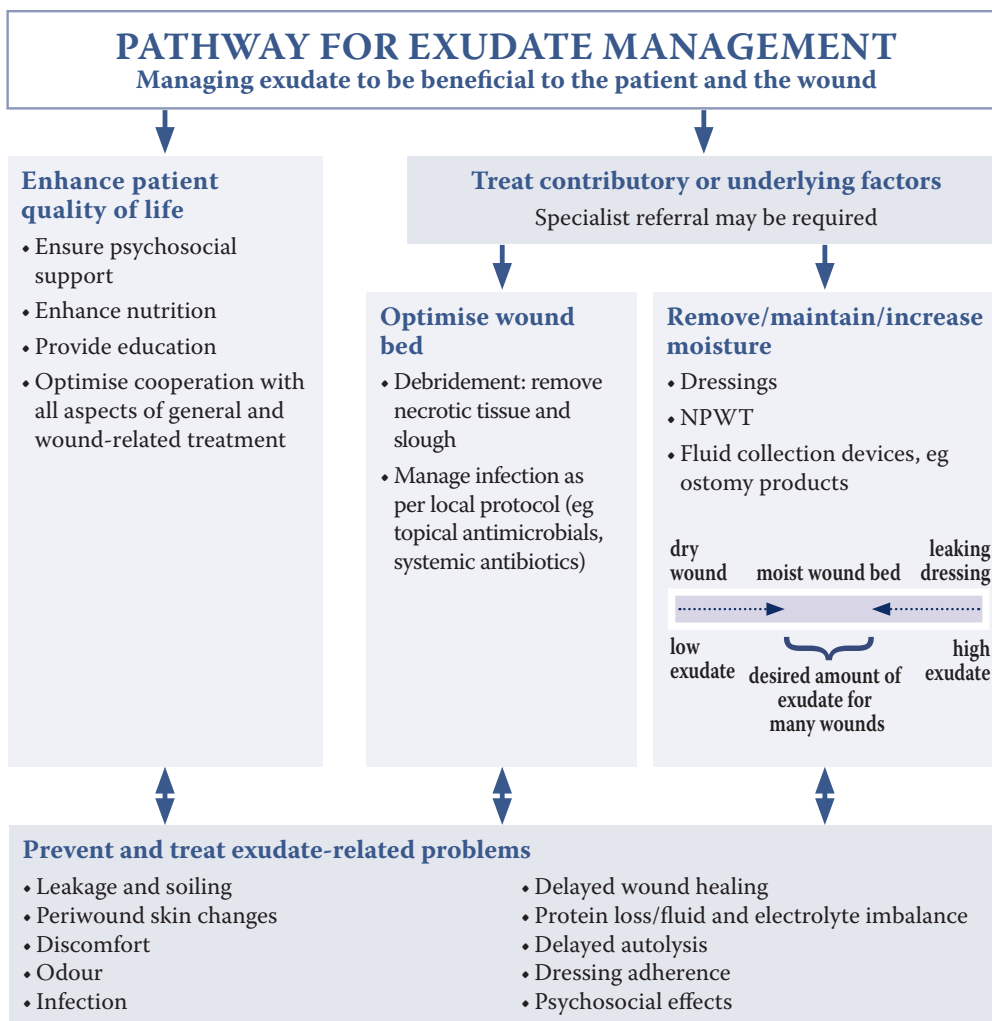 PATHWAY FOR EXUDATE MANAGEMENT
Managing exudate to be beneficial to the patient and the wound
Enhance patient
quality of life
• Ensure psychosocial
support
• Enhance nutrition
• Provide education
• Optimise cooperation with
all aspects of general and
wound-related treatment
Treat contributory or underlying factors
Specialist referral may be required
Optimise wound
bed
• Debridement: remove
necrotic tissue and
slough
• Manage infection as
per local protocol (eg
topical antimicrobials,
systemic antibiotics)
Remove/maintain/increase
moisture
• Dressings
• NPWT
• Fluid collection devices, eg
ostomy products
dry
wound
moist wound bed
leaking
dressing
low
exudate
desired amount of
exudate for
many wounds
high
exudate
Prevent and treat exudate-related problems
• Leakage and soiling
• Periwound skin changes
• Discomfort
• Odour
• Infection
• Delayed wound healing
• Protein loss/fluid and electrolyte imbalance
• Delayed autolysis
• Dressing adherence
• Psychosocial effects